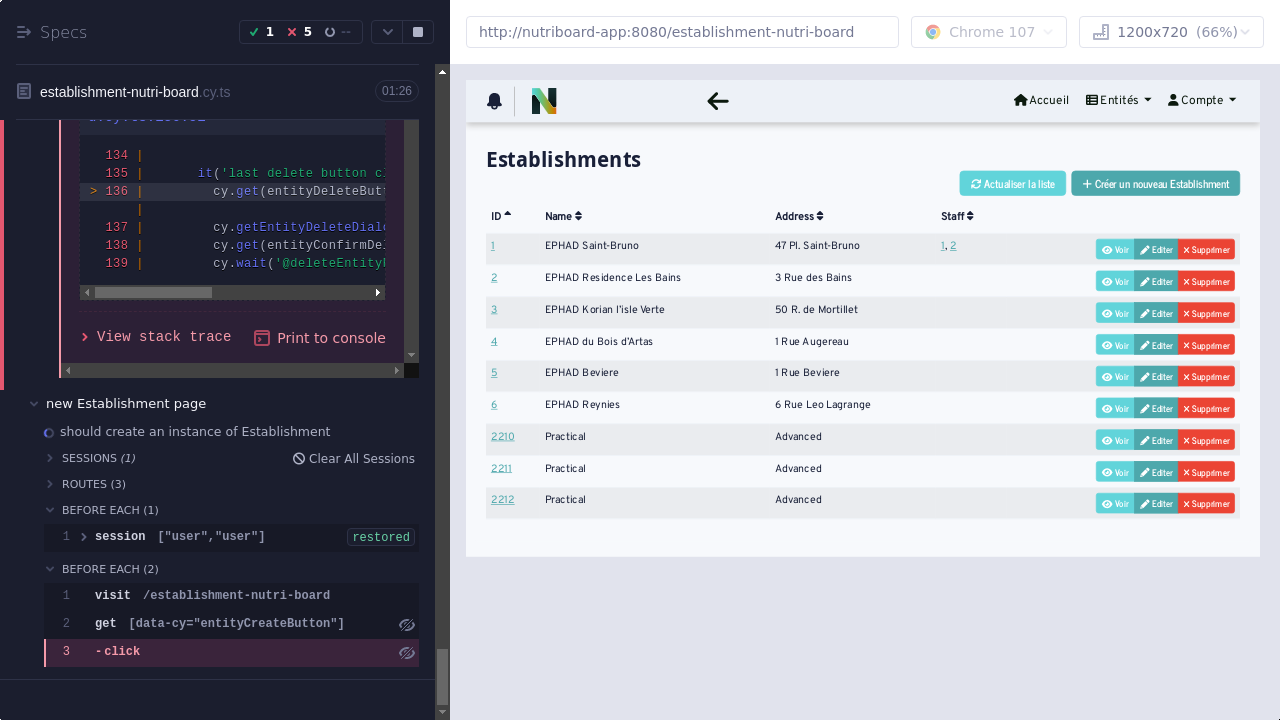 Specs
1
5
--
establishment-nutri-board.cy.ts
01:26
134 |
135 | it('last delete button cl
> 136 | cy.get(entityDeleteButt
|
137 | cy.getEntityDeleteDialo
138 | cy.get(entityConfirmDel
139 | cy.wait('@deleteEntityR
View stack trace
Print to console
new Establishment page
should create an instance of Establishment
SESSIONS (1)
Clear All Sessions
ROUTES (3)
BEFORE EACH (1)
1 session ["user","user"] restored
BEFORE EACH (2)
1 visit /establishment-nutri-board
2 get [data-cy="entityCreateButton"]
3 -click
http://nutriboard-app:8080/establishment-nutri-board
Chrome 107
1200x720 (66%)
N
Accueil
Entités
Compte
Establishments
Actualiser la liste
Créer un nouveau Establishment
ID Name Address Staff
1 EPHAD Saint-Bruno 47 Pl. Saint-Bruno 1, 2 Voir Editer Supprimer
2 EPHAD Residence Les Bains 3 Rue des Bains Voir Editer Supprimer
3 EPHAD Korian l'isle Verte 50 R. de Mortillet Voir Editer Supprimer
4 EPHAD du Bois d'Artas 1 Rue Augereau Voir Editer Supprimer
5 EPHAD Beviere 1 Rue Beviere Voir Editer Supprimer
6 EPHAD Reynies 6 Rue Leo Lagrange Voir Editer Supprimer
2210 Practical Advanced Voir Editer Supprimer
2211 Practical Advanced Voir Editer Supprimer
2212 Practical Advanced Voir Editer Supprimer